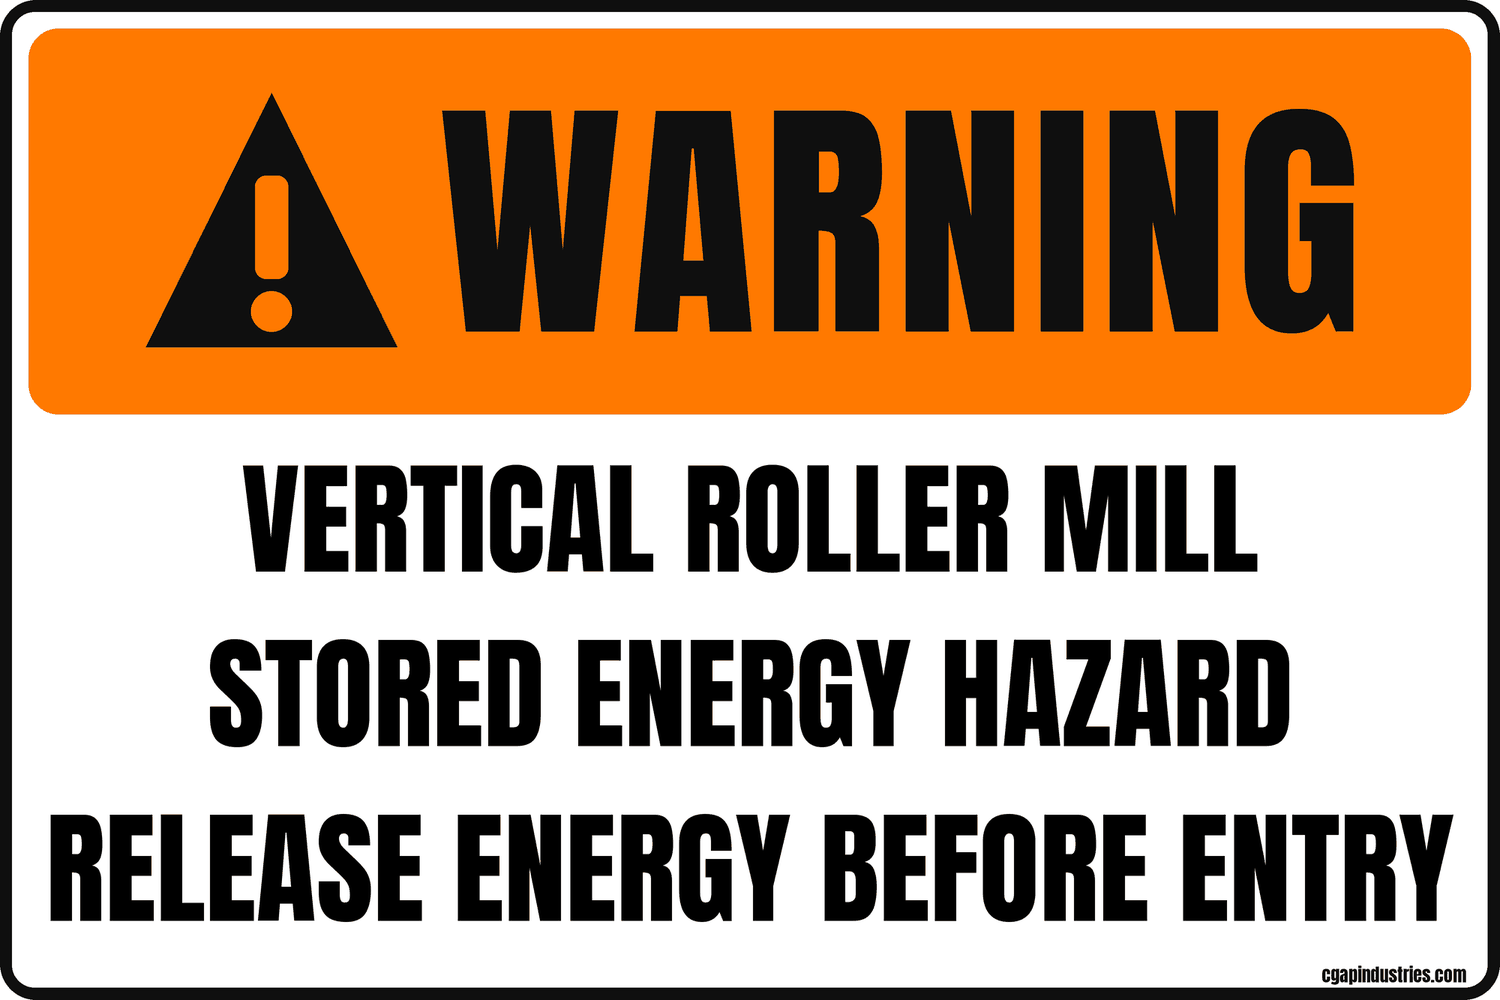 WARNING
VERTICAL ROLLER MILL
STORED ENERGY HAZARD
RELEASE ENERGY BEFORE ENTRY
cgapindustries.com